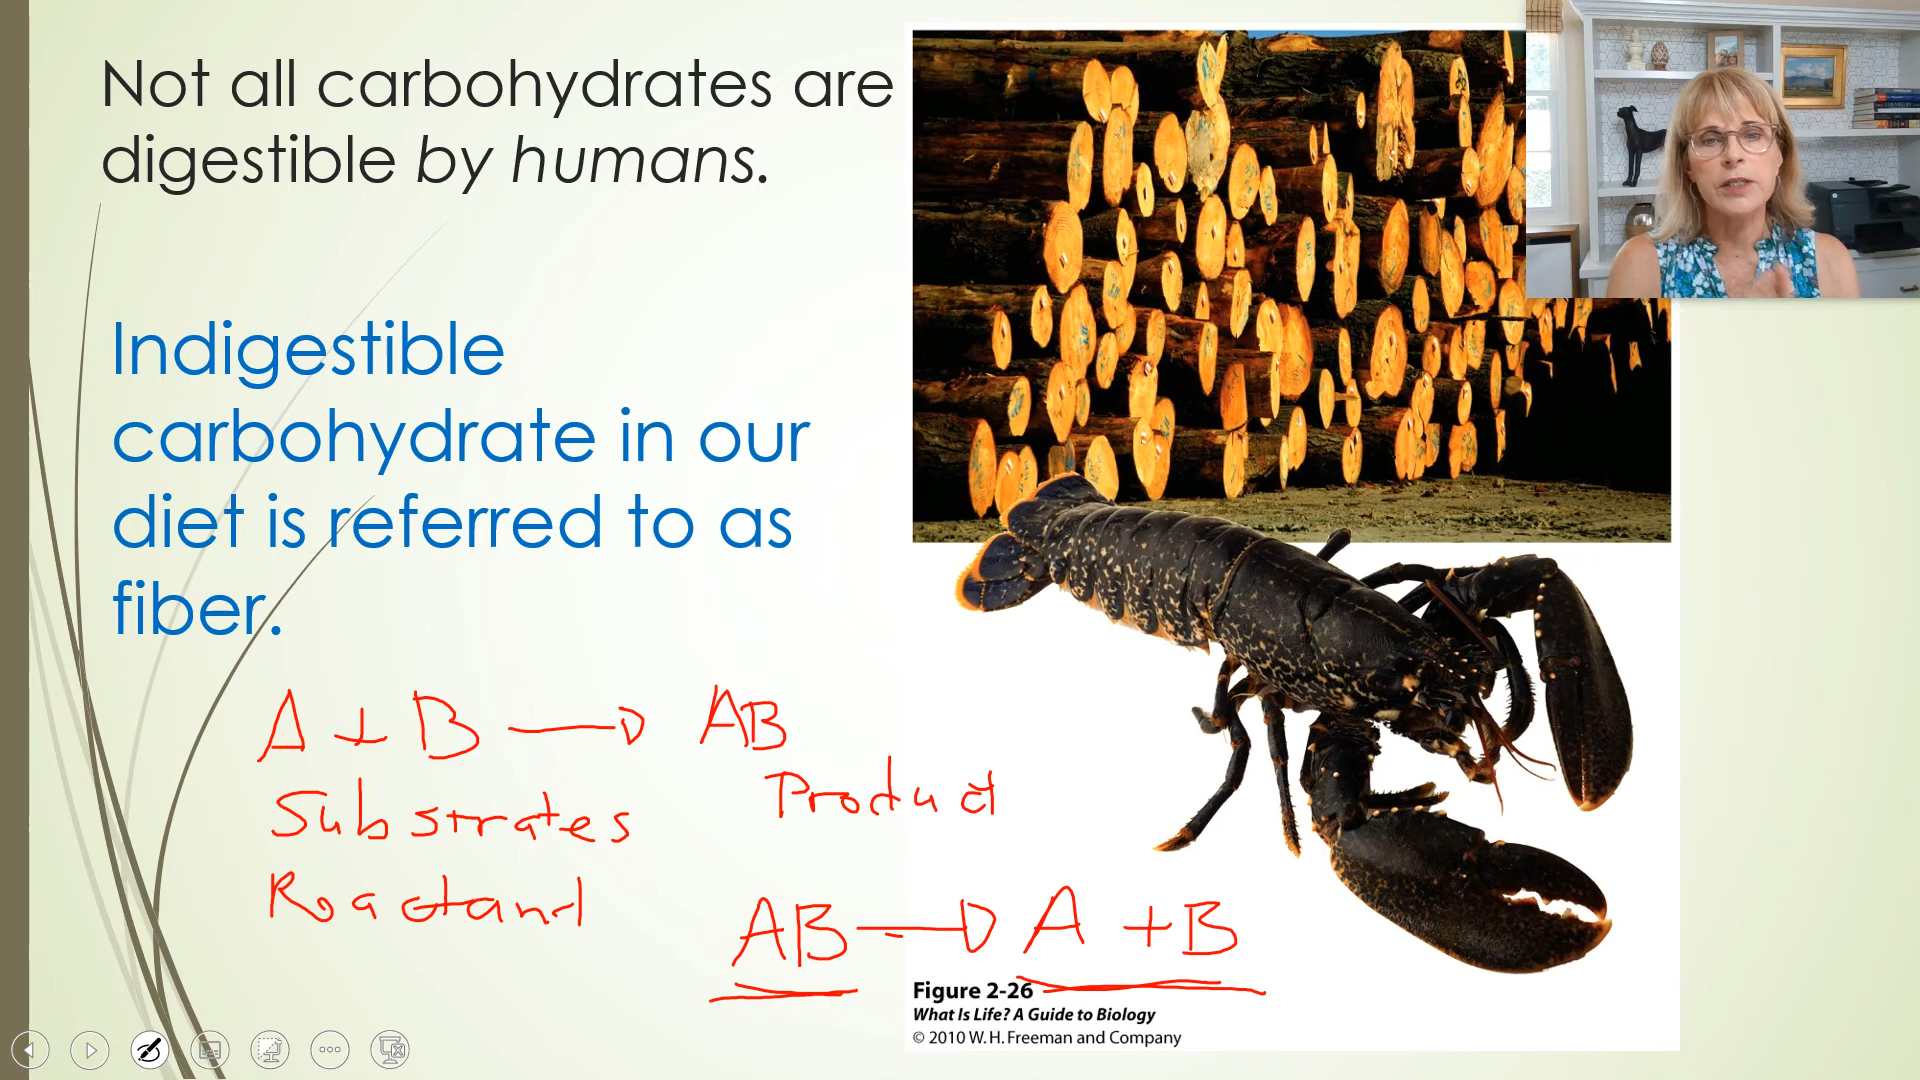 Not all carbohydrates are
digestible by humans.
Indigestible
carbohydrate in our
diet is referred to as
fiber.
A + B → AB
Substrates
Product
Reactant
AB → A + B
Figure 2-26
What Is Life? A Guide to Biology
© 2010 W. H. Freeman and Company